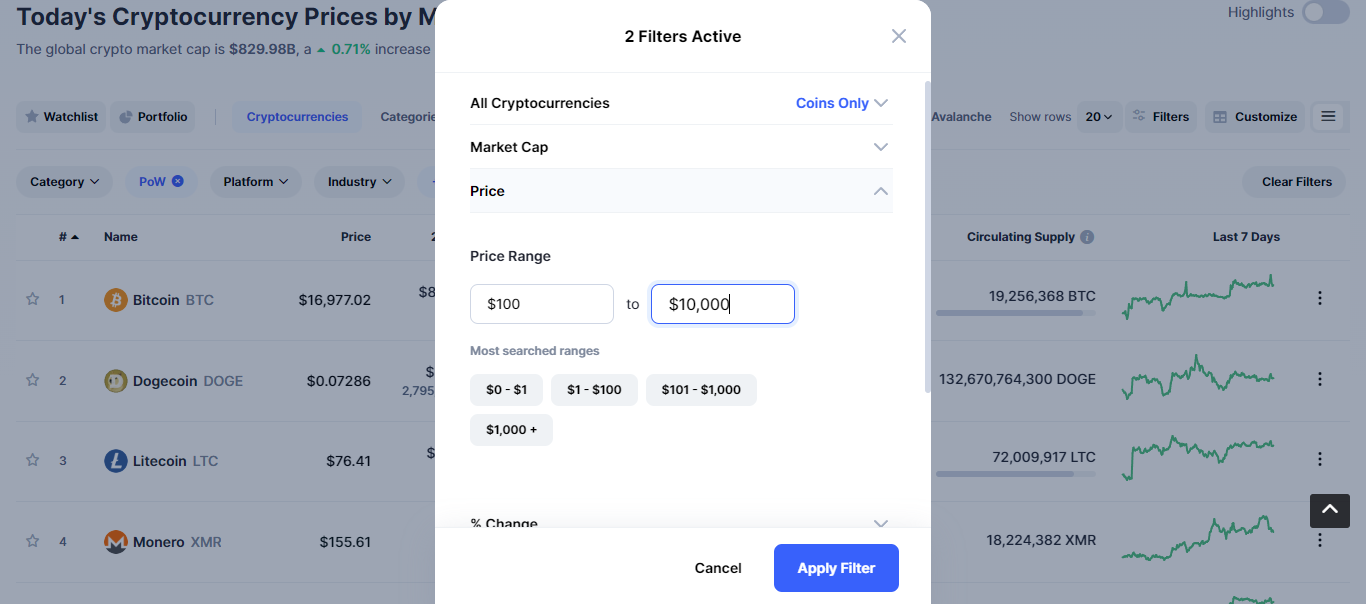 Today's Cryptocurrency Prices by M
The global crypto market cap is $829.98B, a 0.71% increase
Highlights
Watchlist Portfolio Cryptocurrencies Categorie Avalanche Show rows 20 Filters Customize
Category PoW Platform Industry Clear Filters
# Name Price 2 Circulating Supply Last 7 Days
1 Bitcoin BTC $16,977.02 $8 19,256,368 BTC
2 Dogecoin DOGE $0.07286 $ 132,670,764,300 DOGE
2,795
3 Litecoin LTC $76.41 $ 72,009,917 LTC
4 Monero XMR $155.61 18,224,382 XMR
2 Filters Active
All Cryptocurrencies Coins Only
Market Cap
Price
Price Range
$100 to $10,000
Most searched ranges
$0 - $1 $1 - $100 $101 - $1,000
$1,000 +
% Change
Cancel Apply Filter